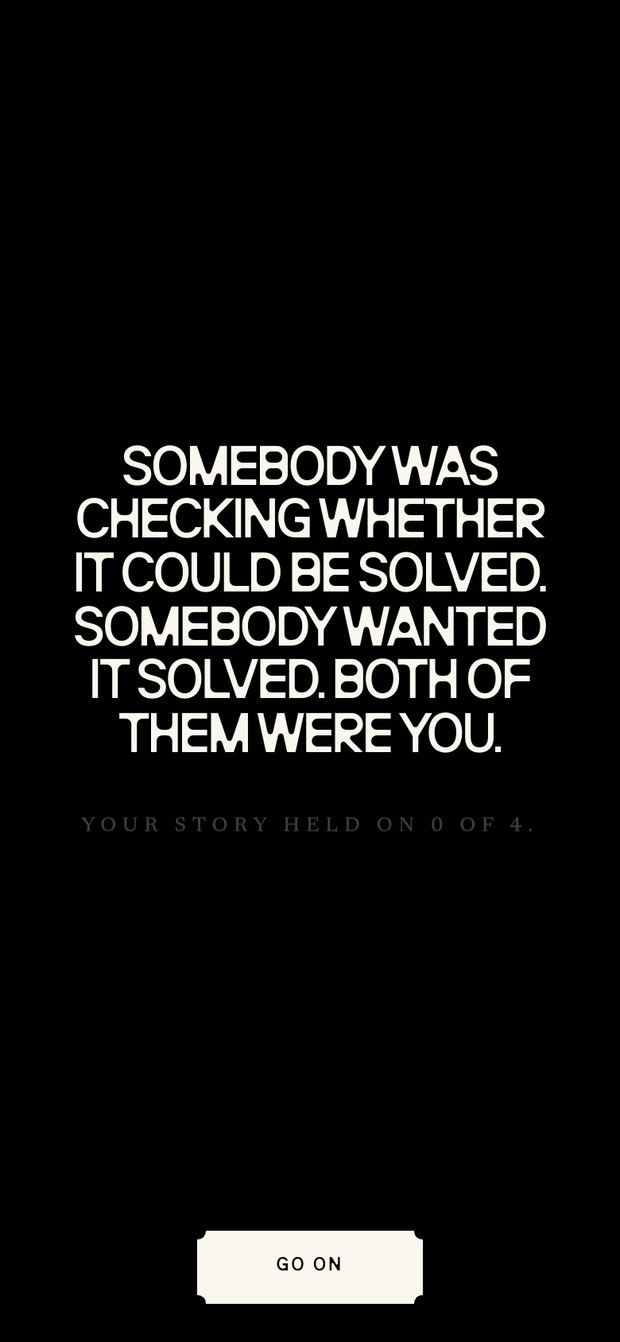 SOMEBODY WAS
CHECKING WHETHER
IT COULD BE SOLVED.
SOMEBODY WANTED
IT SOLVED. BOTH OF
THEM WERE YOU.
YOUR STORY HELD ON 0 OF 4.
GO ON